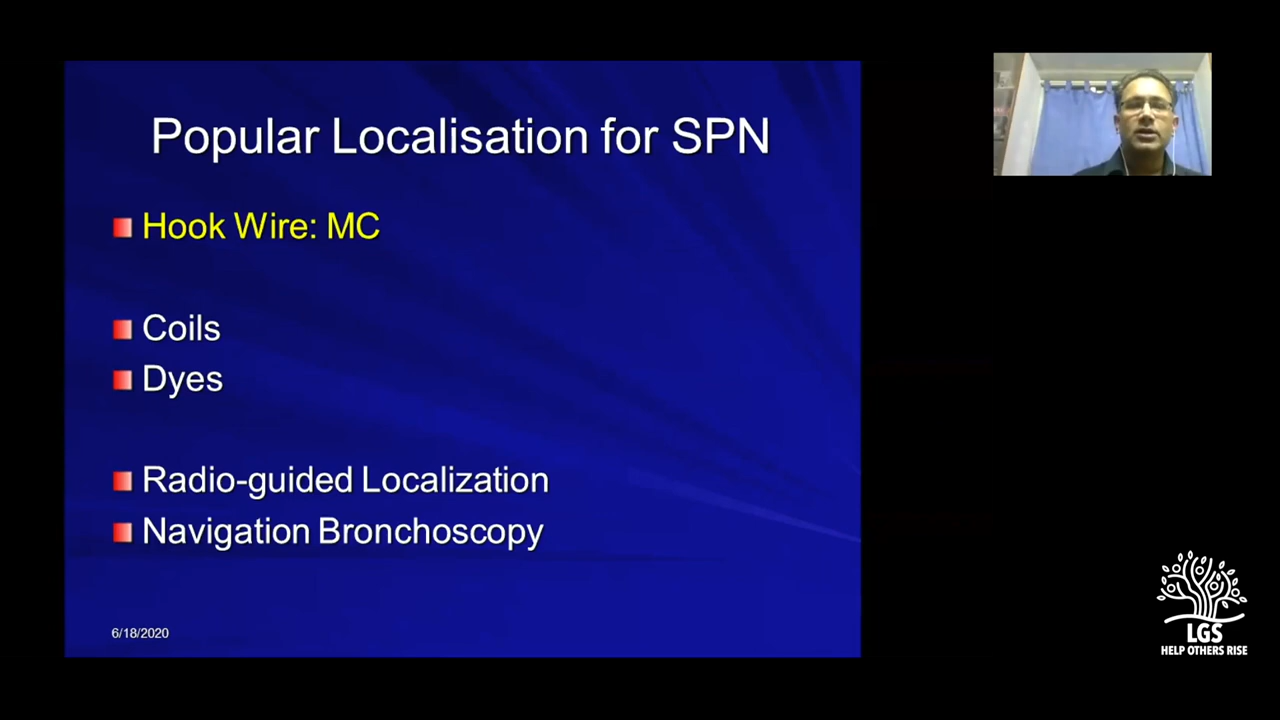 Popular Localisation for SPN
Hook Wire: MC
Coils
Dyes
Radio-guided Localization
Navigation Bronchoscopy
6/18/2020
LGS
HELP OTHERS RISE